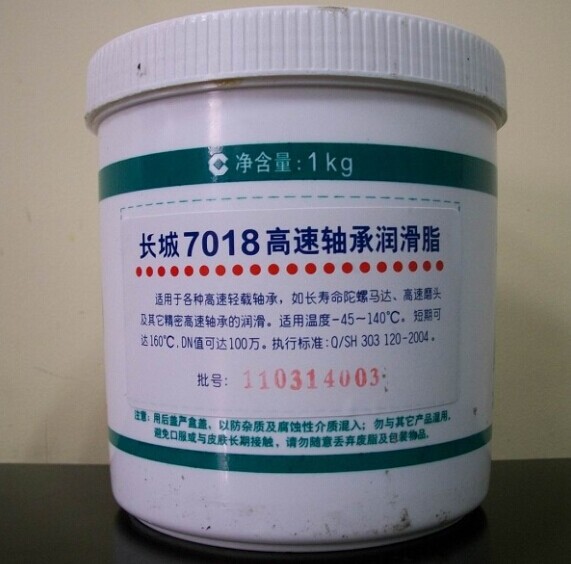 净含量:1kg
长城7018高速轴承润滑脂
适用于各种高速轻载轴承，如长寿命陀螺马达、高速磨头
及其它精密高速轴承的润滑。适用温度-45～140℃。短期可
达160℃,DN值可达100万。执行标准:Q/SH 303 120-2004。
批号: 110314003
注意: 用后盖严盒盖，以防杂质及腐蚀性介质混入；勿与其它产品混用。
避免口服或与皮肤长期接触，请勿随意丢弃废脂及包装物品。